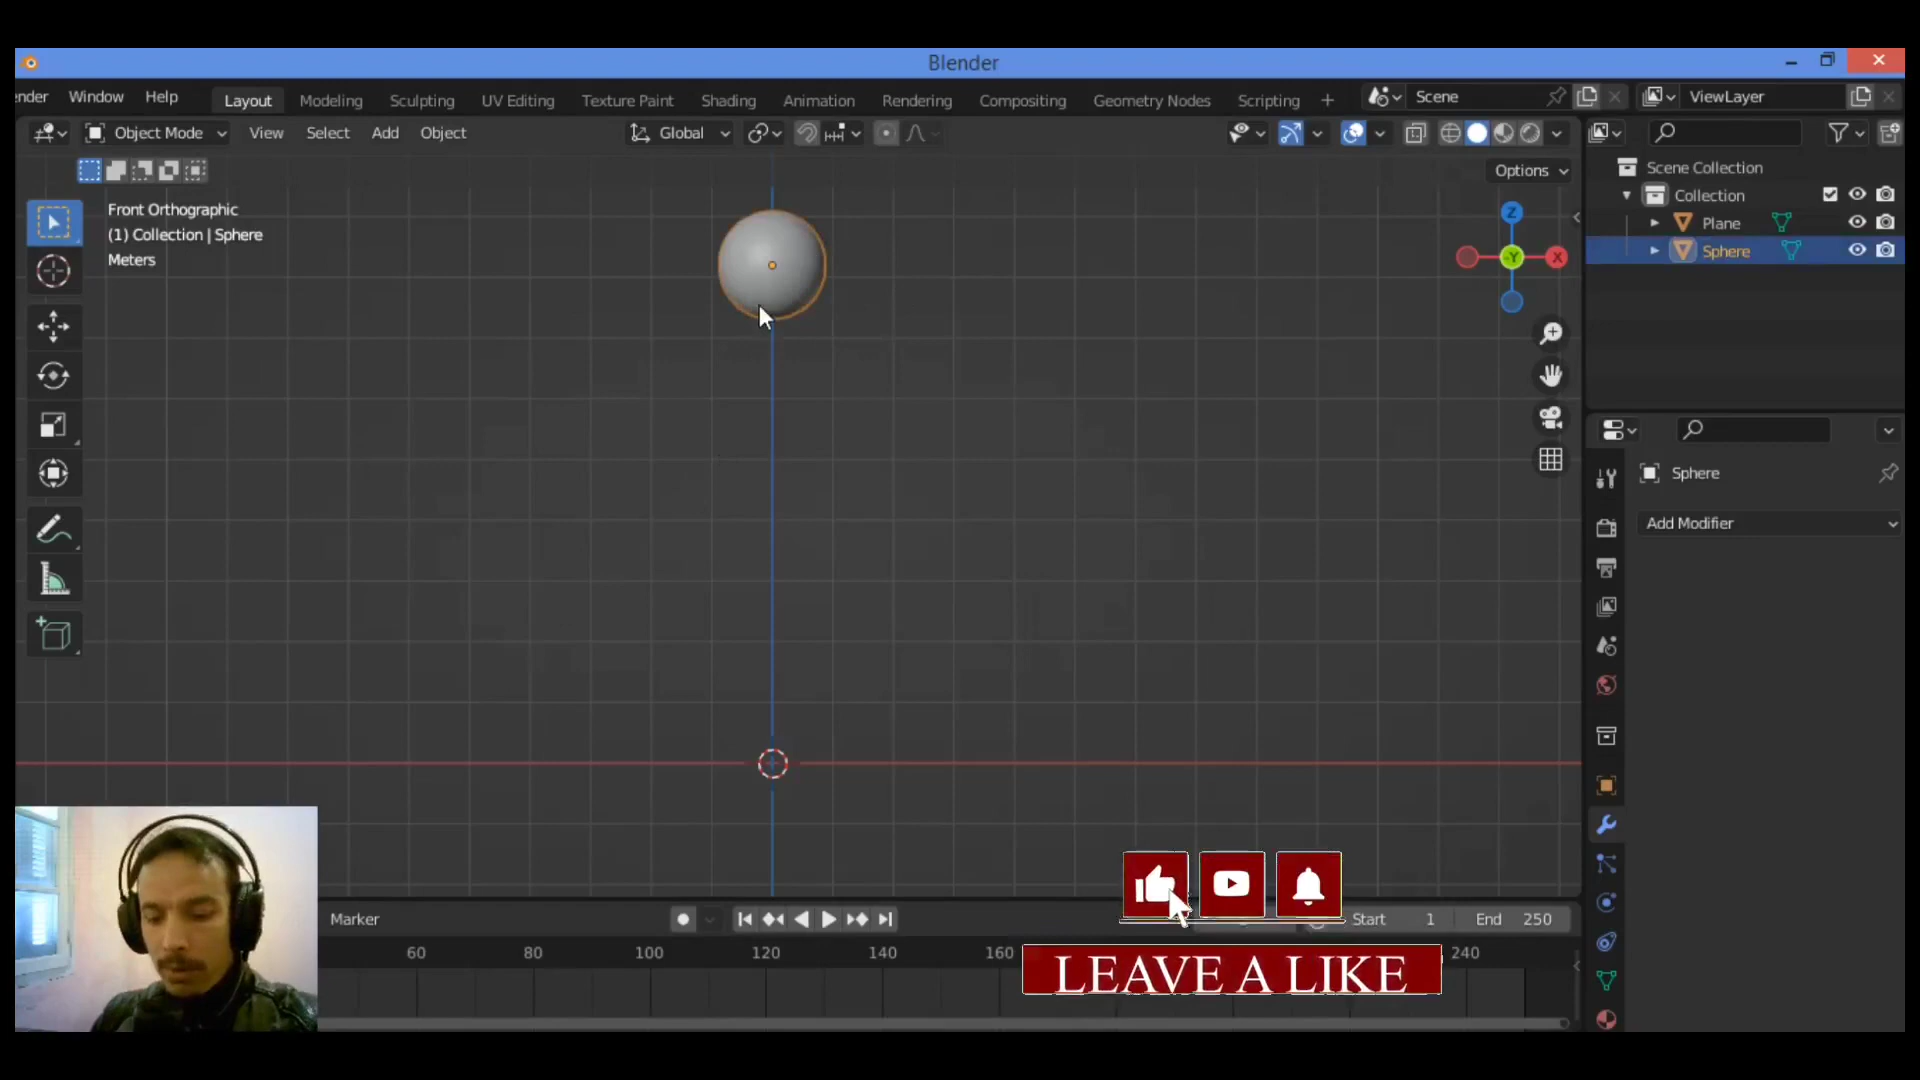 Blender
nder Window Help Layout Modeling Sculpting UV Editing Texture Paint Shading Animation Rendering Compositing Geometry Nodes Scripting + Scene ViewLayer
Object Mode View Select Add Object Global
Options
Front Orthographic
(1) Collection | Sphere
Meters
Z
-Y
X
Scene Collection
Collection
Plane
Sphere
Sphere
Add Modifier
Marker
Start 1 End 250
60 80 100 120 140 160 240
LEAVE A LIKE